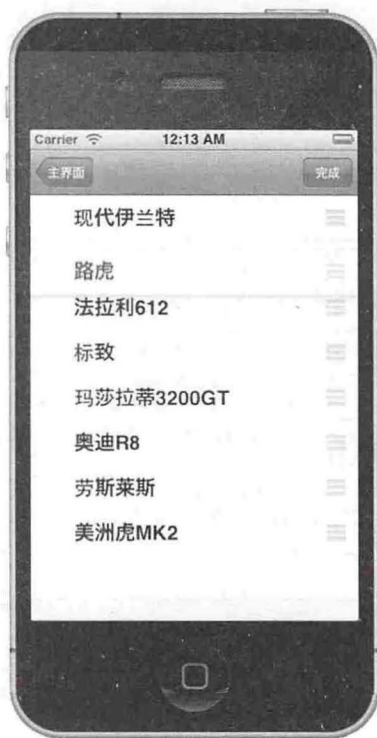 Carrier 12:13 AM
主界面 完成
现代伊兰特
路虎
法拉利612
标致
玛莎拉蒂3200GT
奥迪R8
劳斯莱斯
美洲虎MK2